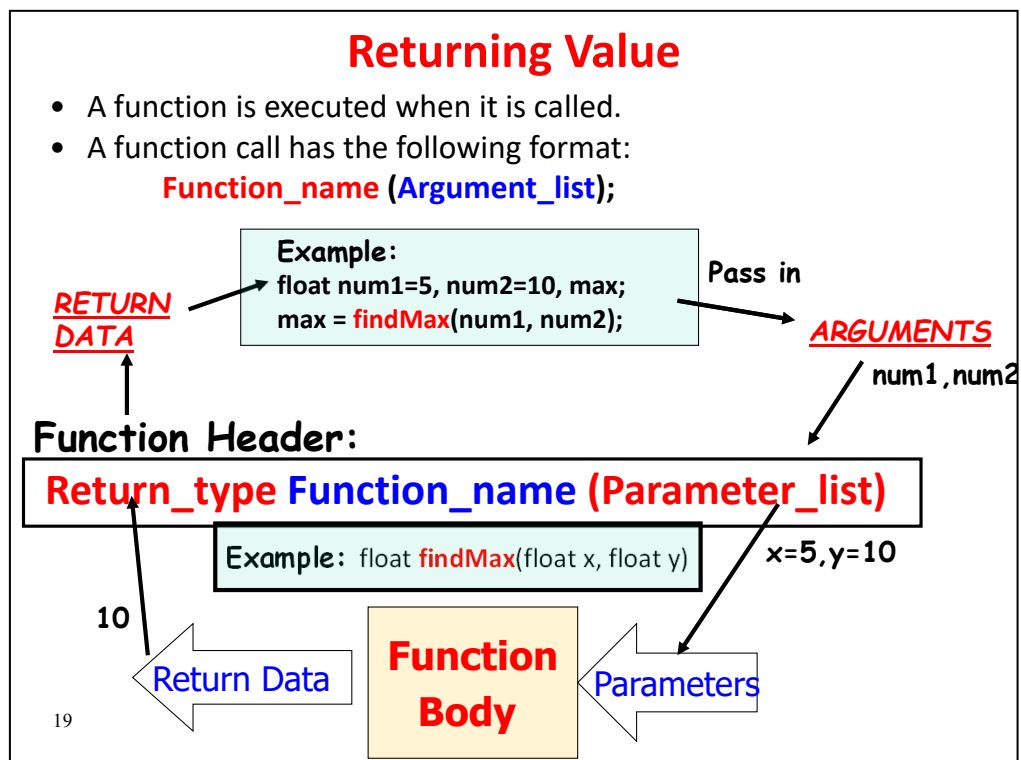 Returning Value
• A function is executed when it is called.
• A function call has the following format:
Function_name (Argument_list);
Example:
float num1=5, num2=10, max;
max = findMax(num1, num2);
Pass in
RETURN
DATA
ARGUMENTS
num1,num2
Function Header:
Return_type Function_name (Parameter_list)
Example: float findMax(float x, float y)
x=5,y=10
10
Return Data
Function
Body
Parameters
19